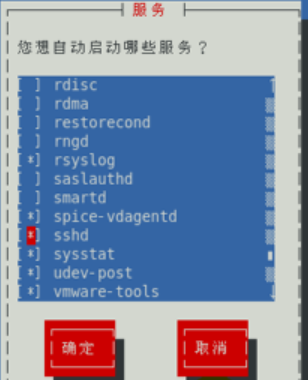 服务
您想自动启动哪些服务？
[ ] rdisc
[ ] rdma
[ ] restorecond
[ ] rngd
[*] rsyslog
[ ] saslauthd
[ ] smartd
[*] spice-vdagentd
[*] sshd
[*] sysstat
[*] udev-post
[*] vmware-tools
确定 取消